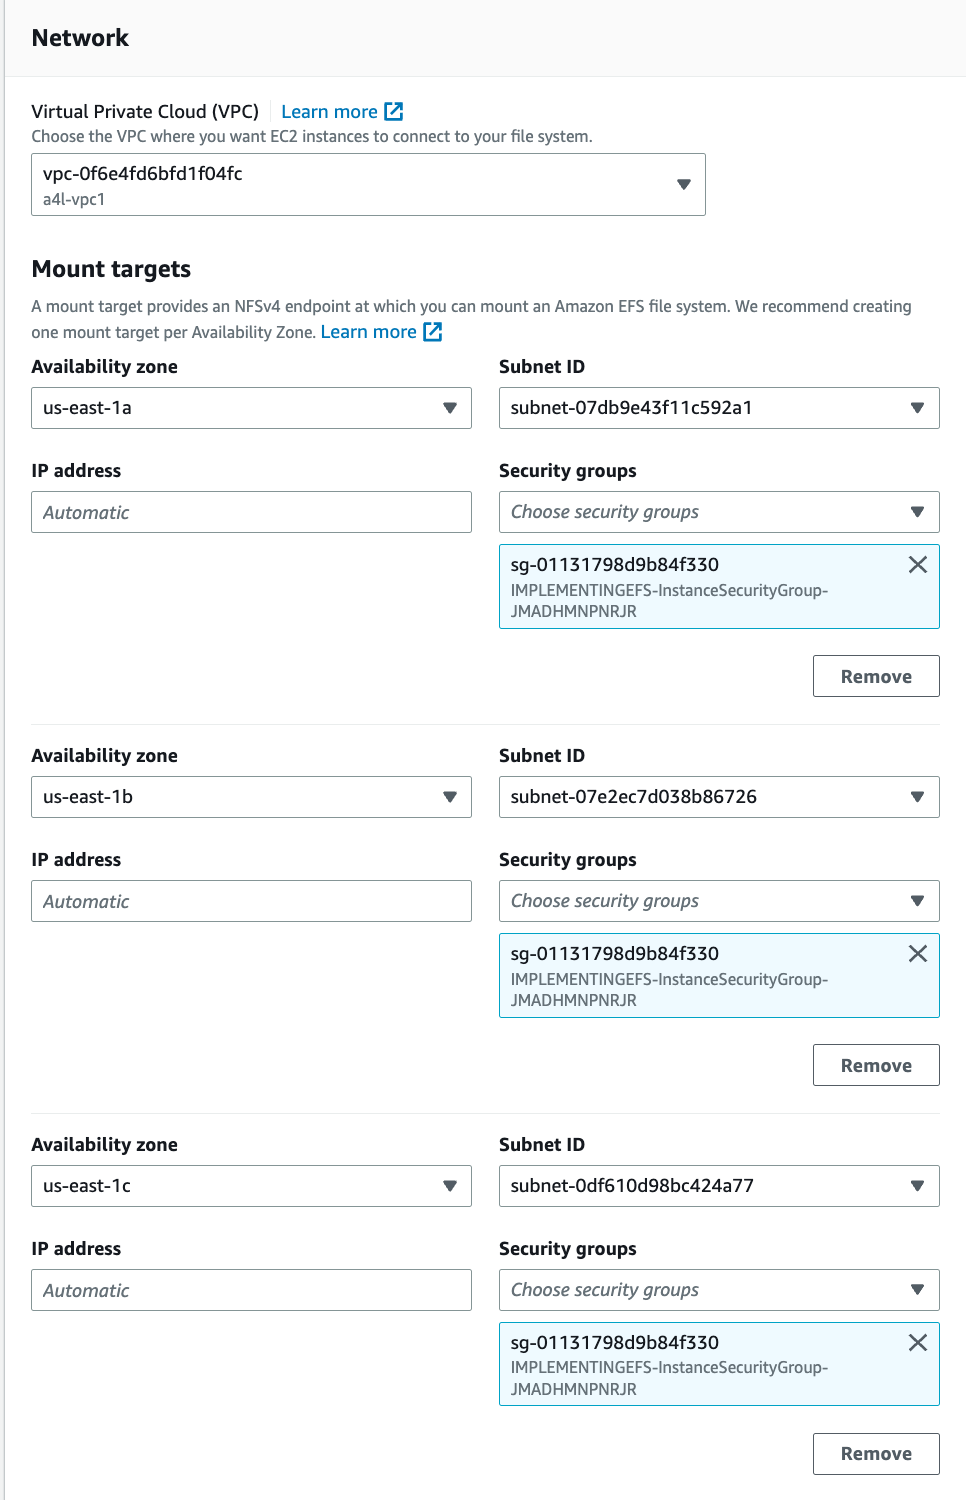 Network
Virtual Private Cloud (VPC) Learn more
Choose the VPC where you want EC2 instances to connect to your file system.
vpc-0f6e4fd6bfd1f04fc
a4l-vpc1
Mount targets
A mount target provides an NFSv4 endpoint at which you can mount an Amazon EFS file system. We recommend creating
one mount target per Availability Zone. Learn more
Availability zone
Subnet ID
us-east-1a
subnet-07db9e43f11c592a1
IP address
Security groups
Automatic
Choose security groups
sg-01131798d9b84f330
IMPLEMENTINGEFS-InstanceSecurityGroup-
JMADHMNPNRJR
Remove
Availability zone
Subnet ID
us-east-1b
subnet-07e2ec7d038b86726
IP address
Security groups
Automatic
Choose security groups
sg-01131798d9b84f330
IMPLEMENTINGEFS-InstanceSecurityGroup-
JMADHMNPNRJR
Remove
Availability zone
Subnet ID
us-east-1c
subnet-0df610d98bc424a77
IP address
Security groups
Automatic
Choose security groups
sg-01131798d9b84f330
IMPLEMENTINGEFS-InstanceSecurityGroup-
JMADHMNPNRJR
Remove